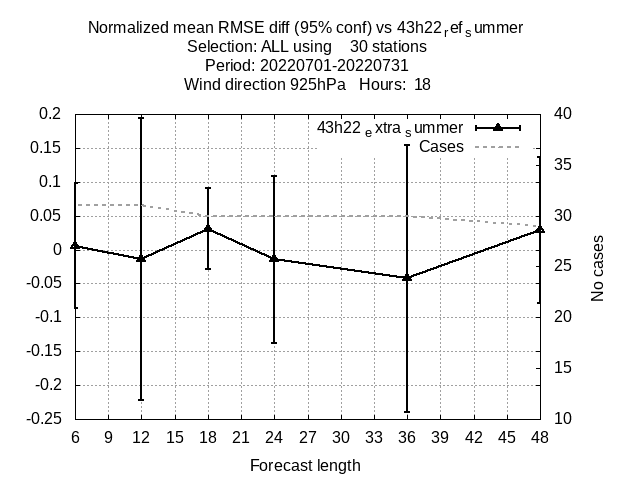 Normalized mean RMSE diff (95% conf) vs 43h22refsummer
Selection: ALL using 30 stations
Period: 20220701-20220731
Wind direction 925hPa Hours: 18
43h22extrasummer
Cases
0.2
0.15
0.1
0.05
0
-0.05
-0.1
-0.15
-0.2
-0.25
40
35
30
25
20
15
10
No cases
6 9 12 15 18 21 24 27 30 33 36 39 42 45 48
Forecast length